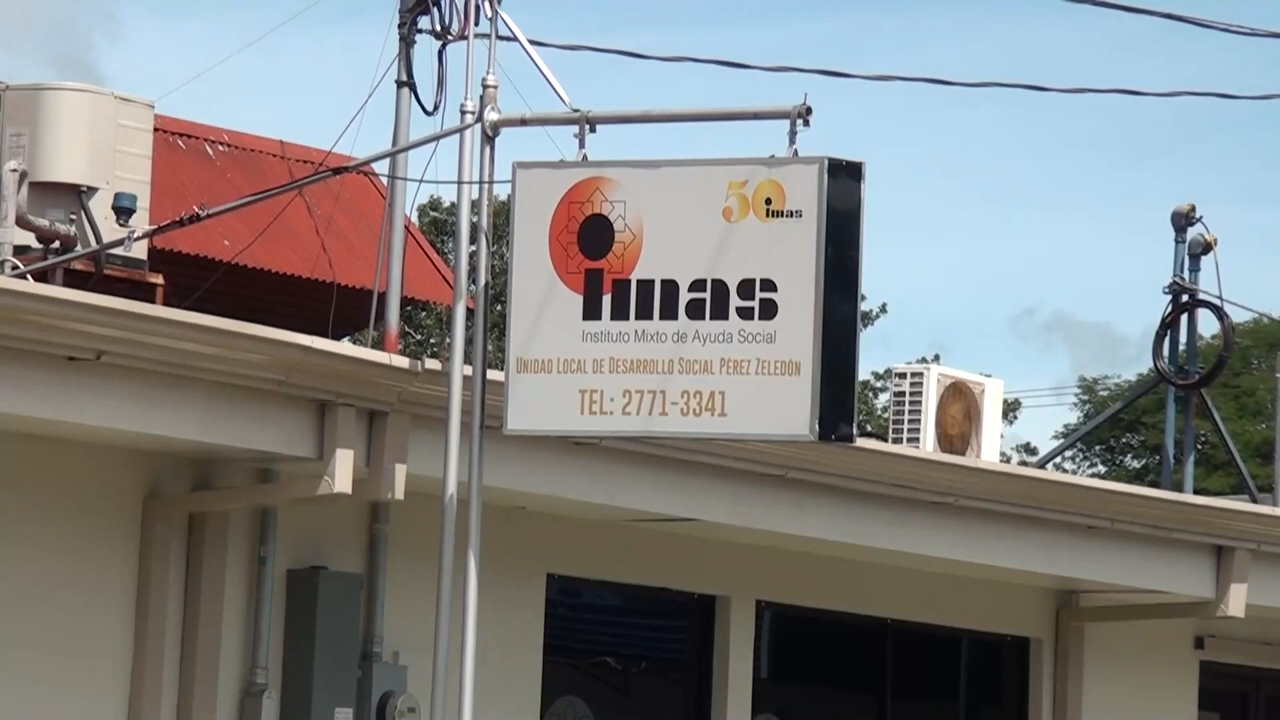 50
imas
imas
Instituto Mixto de Ayuda Social
UNIDAD LOCAL DE DESARROLLO SOCIAL PÉREZ ZELEDÓN
TEL: 2771-3341